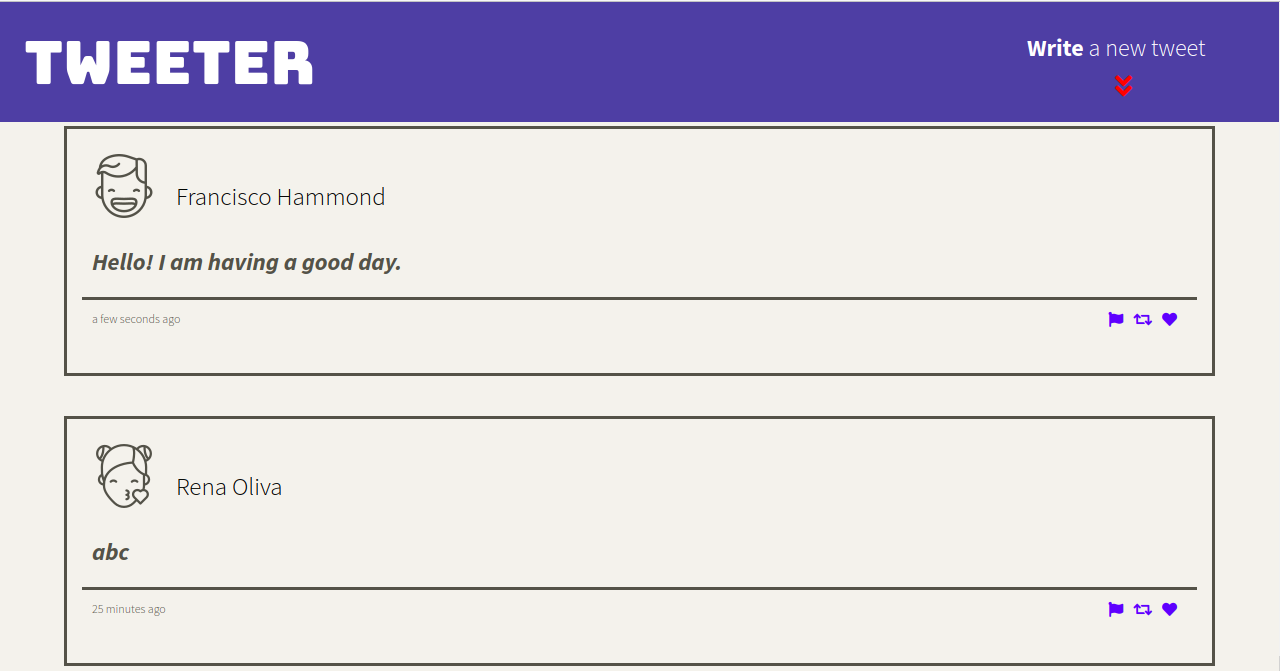 TWEETER
Write a new tweet
Francisco Hammond
Hello! I am having a good day.
a few seconds ago
Rena Oliva
abc
25 minutes ago